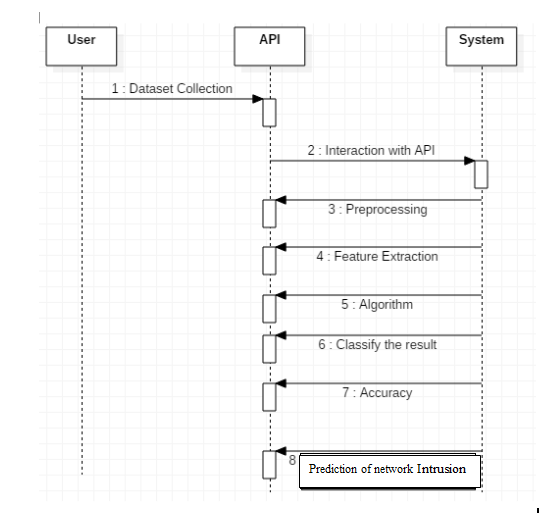 User
API
System
1 : Dataset Collection
2 : Interaction with API
3 : Preprocessing
4 : Feature Extraction
5 : Algorithm
6 : Classify the result
7 : Accuracy
8
Prediction of network Intrusion